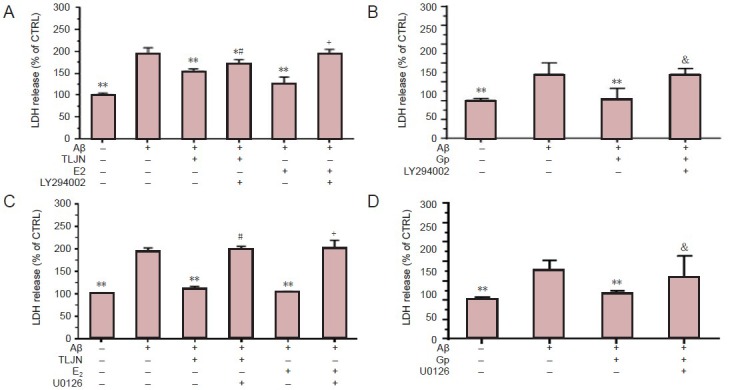 A
LDH release (% of CTRL)
300
250
200
150
100
50
0
** ** *# ** +
Aβ – + + + + +
TLJN – – + + – –
E2 – – – – + +
LY294002 – – – + – +
B
LDH release (% of CTRL)
300
250
200
150
100
50
0
** ** &
Aβ – + + +
Gp – – + +
LY294002 – – – +
C
LDH release (% of CTRL)
300
250
200
150
100
50
0
** ** # ** +
Aβ – + + + + +
TLJN – – + + – –
E₂ – – – – + +
U0126 – – – + – +
D
LDH release (% of CTRL)
300
250
200
150
100
50
0
** ** &
Aβ – + + +
Gp – – + +
U0126 – – – +